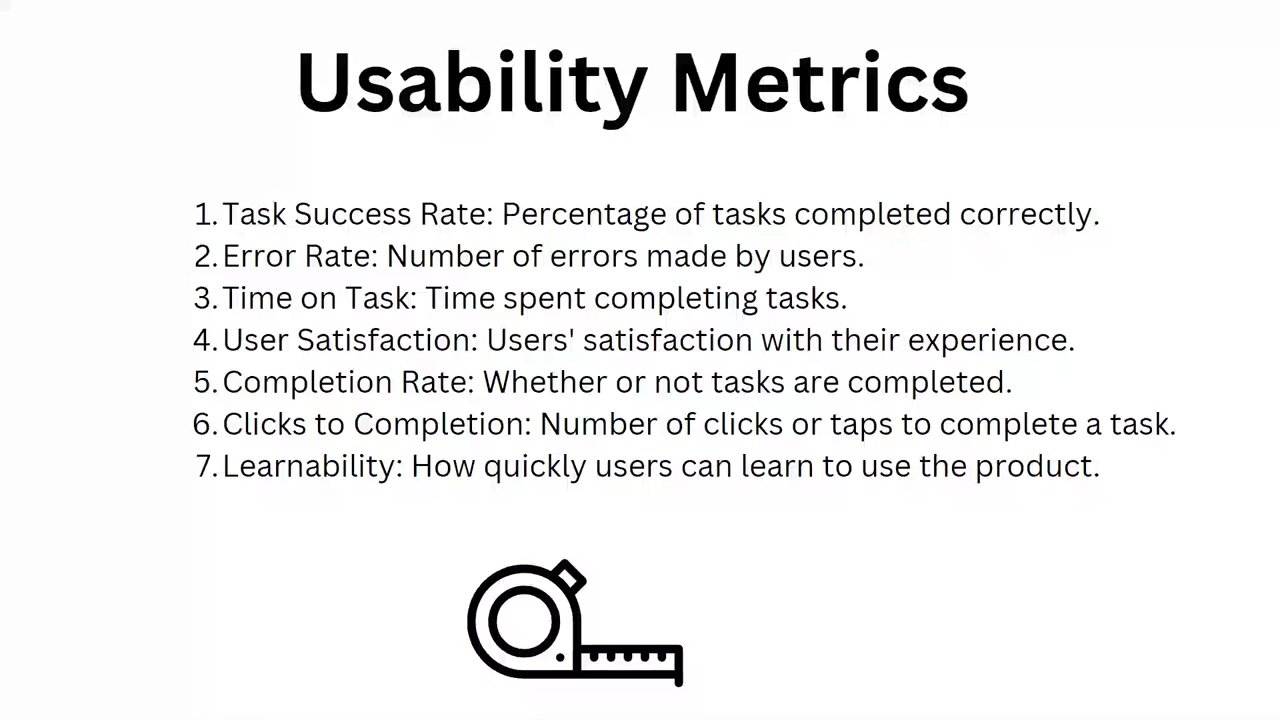 Usability Metrics
1. Task Success Rate: Percentage of tasks completed correctly.
2. Error Rate: Number of errors made by users.
3. Time on Task: Time spent completing tasks.
4. User Satisfaction: Users' satisfaction with their experience.
5. Completion Rate: Whether or not tasks are completed.
6. Clicks to Completion: Number of clicks or taps to complete a task.
7. Learnability: How quickly users can learn to use the product.